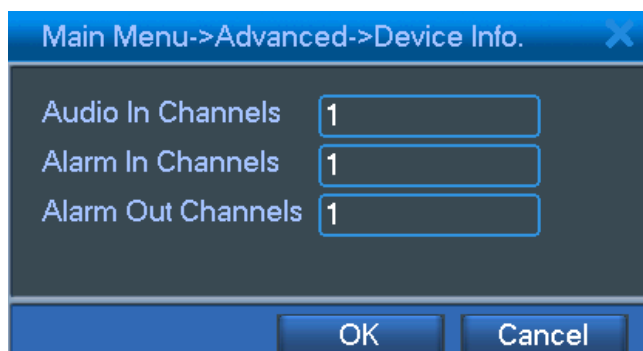 Main Menu->Advanced->Device Info.
Audio In Channels 1
Alarm In Channels 1
Alarm Out Channels 1
OK Cancel